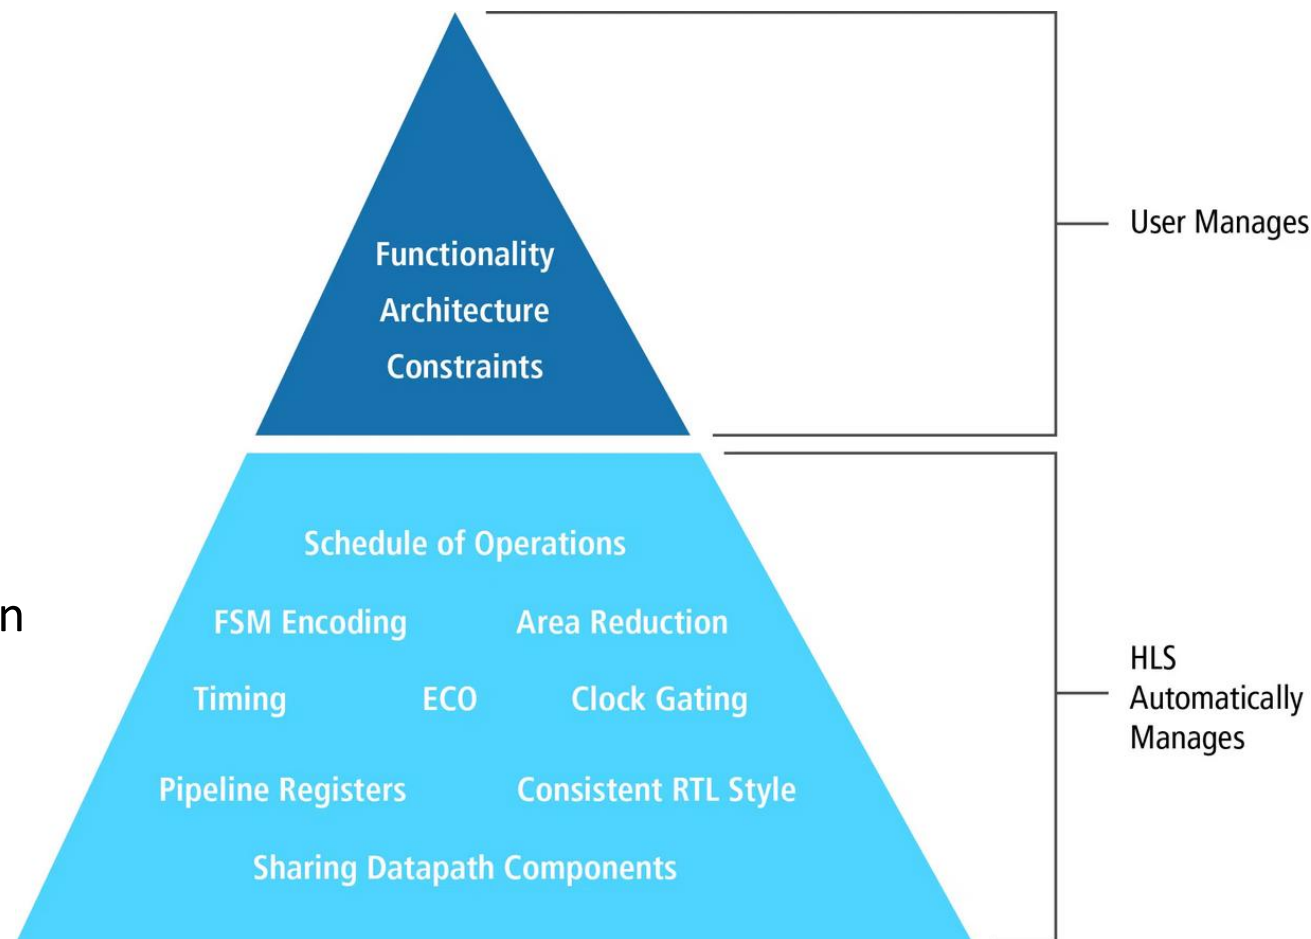 Functionality
Architecture
Constraints
User Manages
Schedule of Operations
n
FSM Encoding Area Reduction
Timing ECO Clock Gating
HLS
Automatically
Manages
Pipeline Registers Consistent RTL Style
Sharing Datapath Components